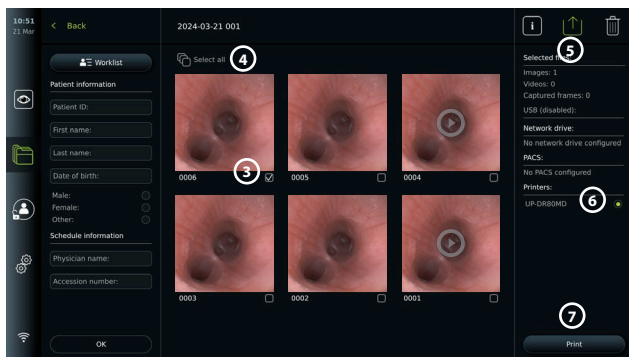 10:51
21 Mar
< Back
2024-03-21 001
i
Worklist
Patient information
Patient ID:
First name:
Last name:
Date of birth:
Male:
Female:
Other:
Schedule information
Physician name:
Accession number:
OK
Select all
4
0006
3
0005
0004
0003
0002
0001
5
Images: 1
Videos: 0
Captured frames: 0
USB (disabled):
Network drive:
No network drive configured
PACS:
No PACS configured
Printers:
UP-DR80MD
6
7
Print